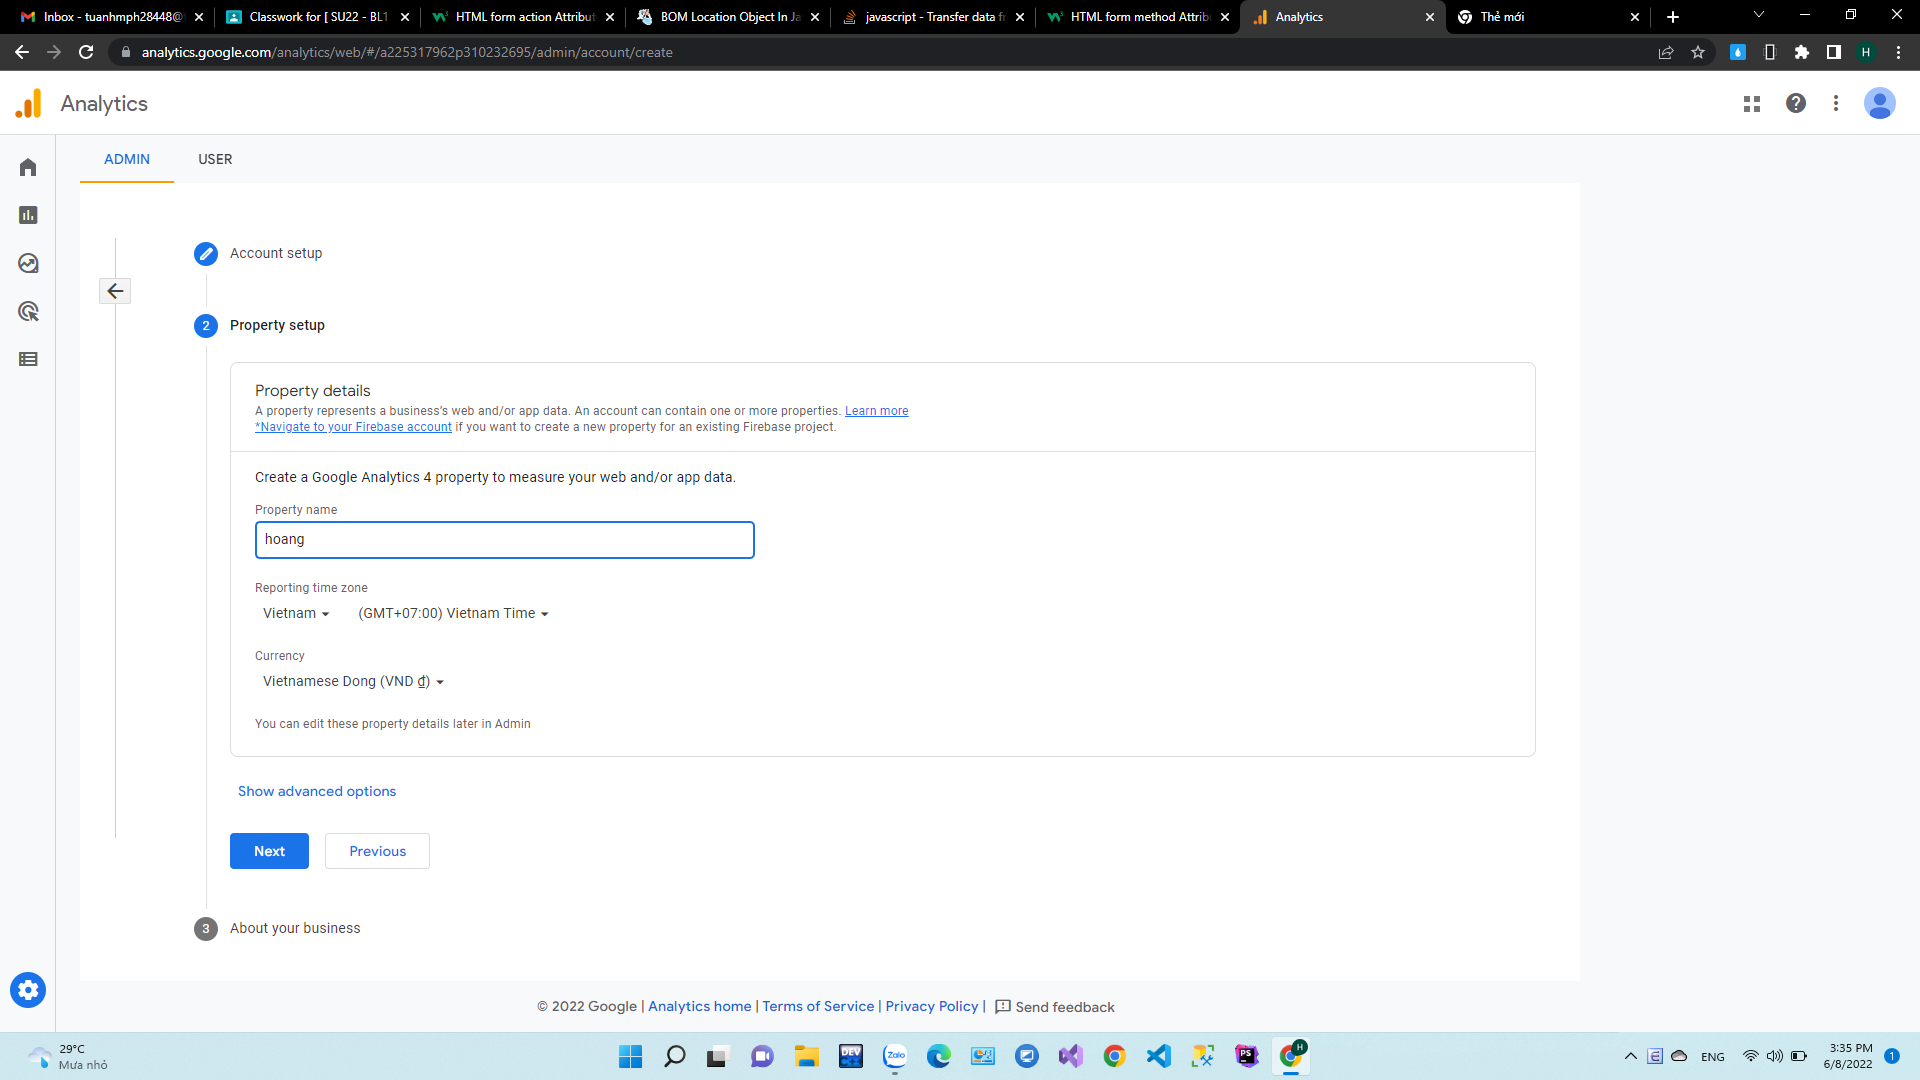 Inbox - tuanhmph28448@
Classwork for [ SU22 - BL1
HTML form action Attribut
BOM Location Object In Ja
javascript - Transfer data f
HTML form method Attrib
Analytics
Thẻ mới
analytics.google.com/analytics/web/#/a225317962p310232695/admin/account/create
H
Analytics
ADMIN
USER
Account setup
2
Property setup
Property details
A property represents a business's web and/or app data. An account can contain one or more properties. Learn more
*Navigate to your Firebase account if you want to create a new property for an existing Firebase project.
Create a Google Analytics 4 property to measure your web and/or app data.
Property name
hoang
Reporting time zone
Vietnam
(GMT+07:00) Vietnam Time
Currency
Vietnamese Dong (VND ₫)
You can edit these property details later in Admin
Show advanced options
Next
Previous
3
About your business
© 2022 Google | Analytics home | Terms of Service | Privacy Policy | Send feedback
29°C
Mưa nhỏ
DEV
Zalo
PS
H
ENG
3:35 PM
6/8/2022
1